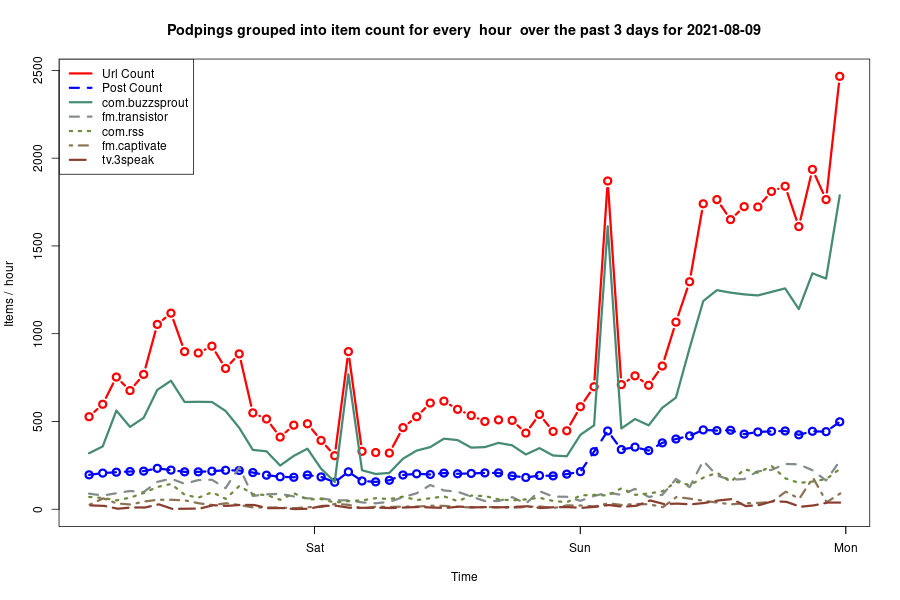 Podpings grouped into item count for every  hour  over the past 3 days for 2021-08-09
Url Count
Post Count
com.buzzsprout
fm.transistor
com.rss
fm.captivate
tv.3speak
2500
2000
1500
1000
500
0
Items /  hour
Sat
Sun
Mon
Time